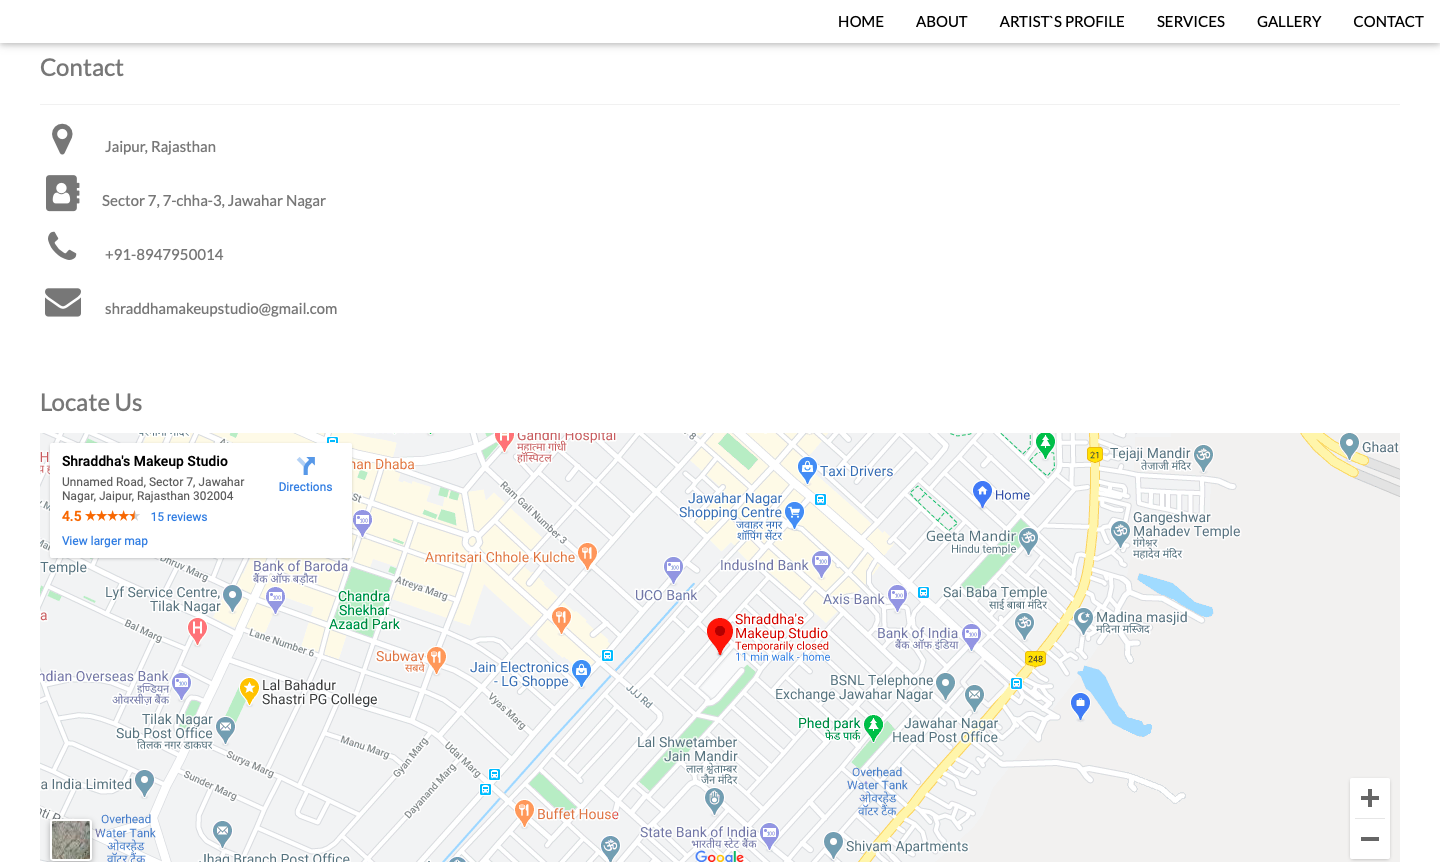 HOME ABOUT ARTIST`S PROFILE SERVICES GALLERY CONTACT
Contact
Jaipur, Rajasthan
Sector 7, 7-chha-3, Jawahar Nagar
+91-8947950014
shraddhamakeupstudio@gmail.com
Locate Us
Shraddha's Makeup Studio
Unnamed Road, Sector 7, Jawahar
Nagar, Jaipur, Rajasthan 302004
Directions
4.5
15 reviews
View larger map
Gandhi Hospital
महात्मा गांधी
हॉस्पिटल
han Dhaba
Taxi Drivers
21
Tejaji Mandir
तेजाजी मंदिर
Ghaat
Ram Gali Number 3
Jawahar Nagar
Shopping Centre
जवाहर नगर
शॉपिंग सेंटर
Home
Gangeshwar
Mahadev Temple
गंगेश्वर
महादेव मंदिर
Geeta Mandir
Hindu temple
Amritsari Chhole Kulche
IndusInd Bank
Temple
Dhruv Marg
Bank of Baroda
बैंक ऑफ बड़ौदा
Atreya Marg
UCO Bank
Axis Bank
Sai Baba Temple
साई बाबा मंदिर
Lyf Service Centre,
Tilak Nagar
Chandra
Shekhar
Azaad Park
Madina masjid
मदिना मस्जिद
Bal Marg
Lane Number 6
Shraddha's
Makeup Studio
Temporarily closed
11 min walk - home
Bank of India
बैंक ऑफ इंडिया
248
Subway
सबवे
Jain Electronics
- LG Shoppe
JJJ Rd
ndian Overseas Bank
इण्डियन
ओवरसीज़ बैंक
Lal Bahadur
Shastri PG College
Vyas Marg
BSNL Telephone
Exchange Jawahar Nagar
Tilak Nagar
Sub Post Office
तिलक नगर डाकघर
Phed park
फेड पार्क
Jawahar Nagar
Head Post Office
Manu Marg
Gyan Marg
Udai Marg
Surya Marg
Lal Shwetamber
Jain Mandir
लाल श्वेताम्बर
जैन मंदिर
a India Limited
Sunder Marg
Dayanand Marg
Overhead
Water Tank
ओवरहेड
वॉटर टैंक
Overhead
Water Tank
ओवरहेड
वॉटर टैंक
Buffet House
State Bank of India
भारतीय स्टेट बैंक
Shivam Apartments
Jhag Branch Post Office
Google